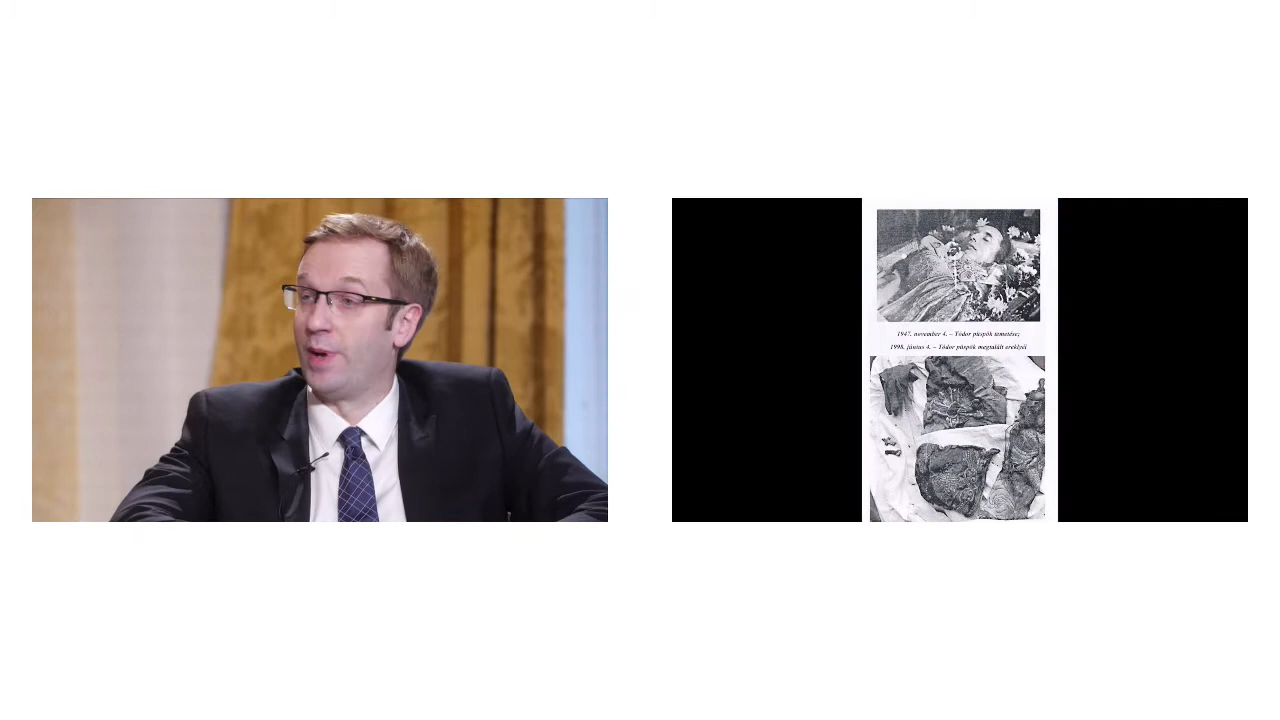 1947. november 4. – Tódor püspök temetése;
1998. június 4. – Tódor püspök megtalált ereklyéi